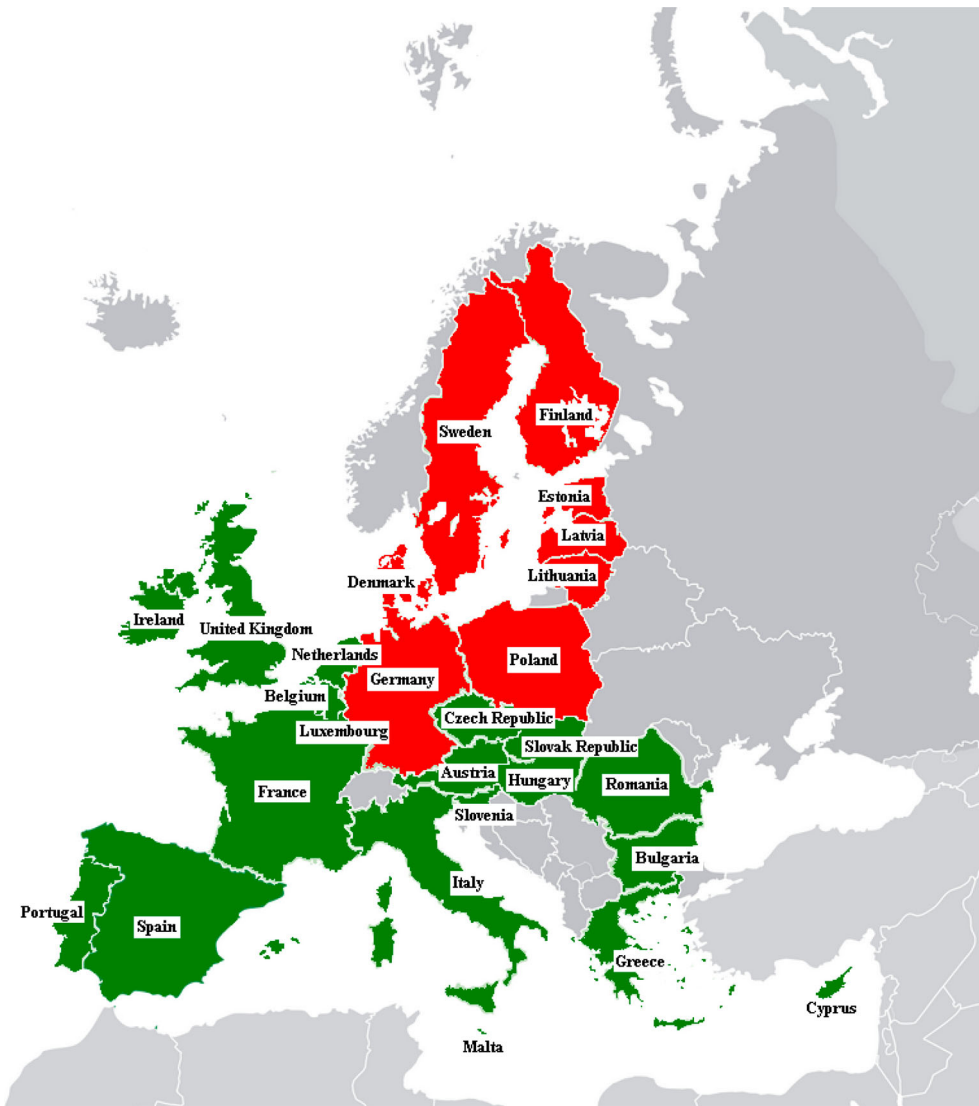 Finland
Sweden
Estonia
Latvia
Lithuania
Denmark
Ireland
United Kingdom
Netherlands
Poland
Germany
Belgium
Czech Republic
Luxembourg
Slovak Republic
Austria
Hungary
Romania
France
Slovenia
Bulgaria
Italy
Portugal
Spain
Greece
Cyprus
Malta